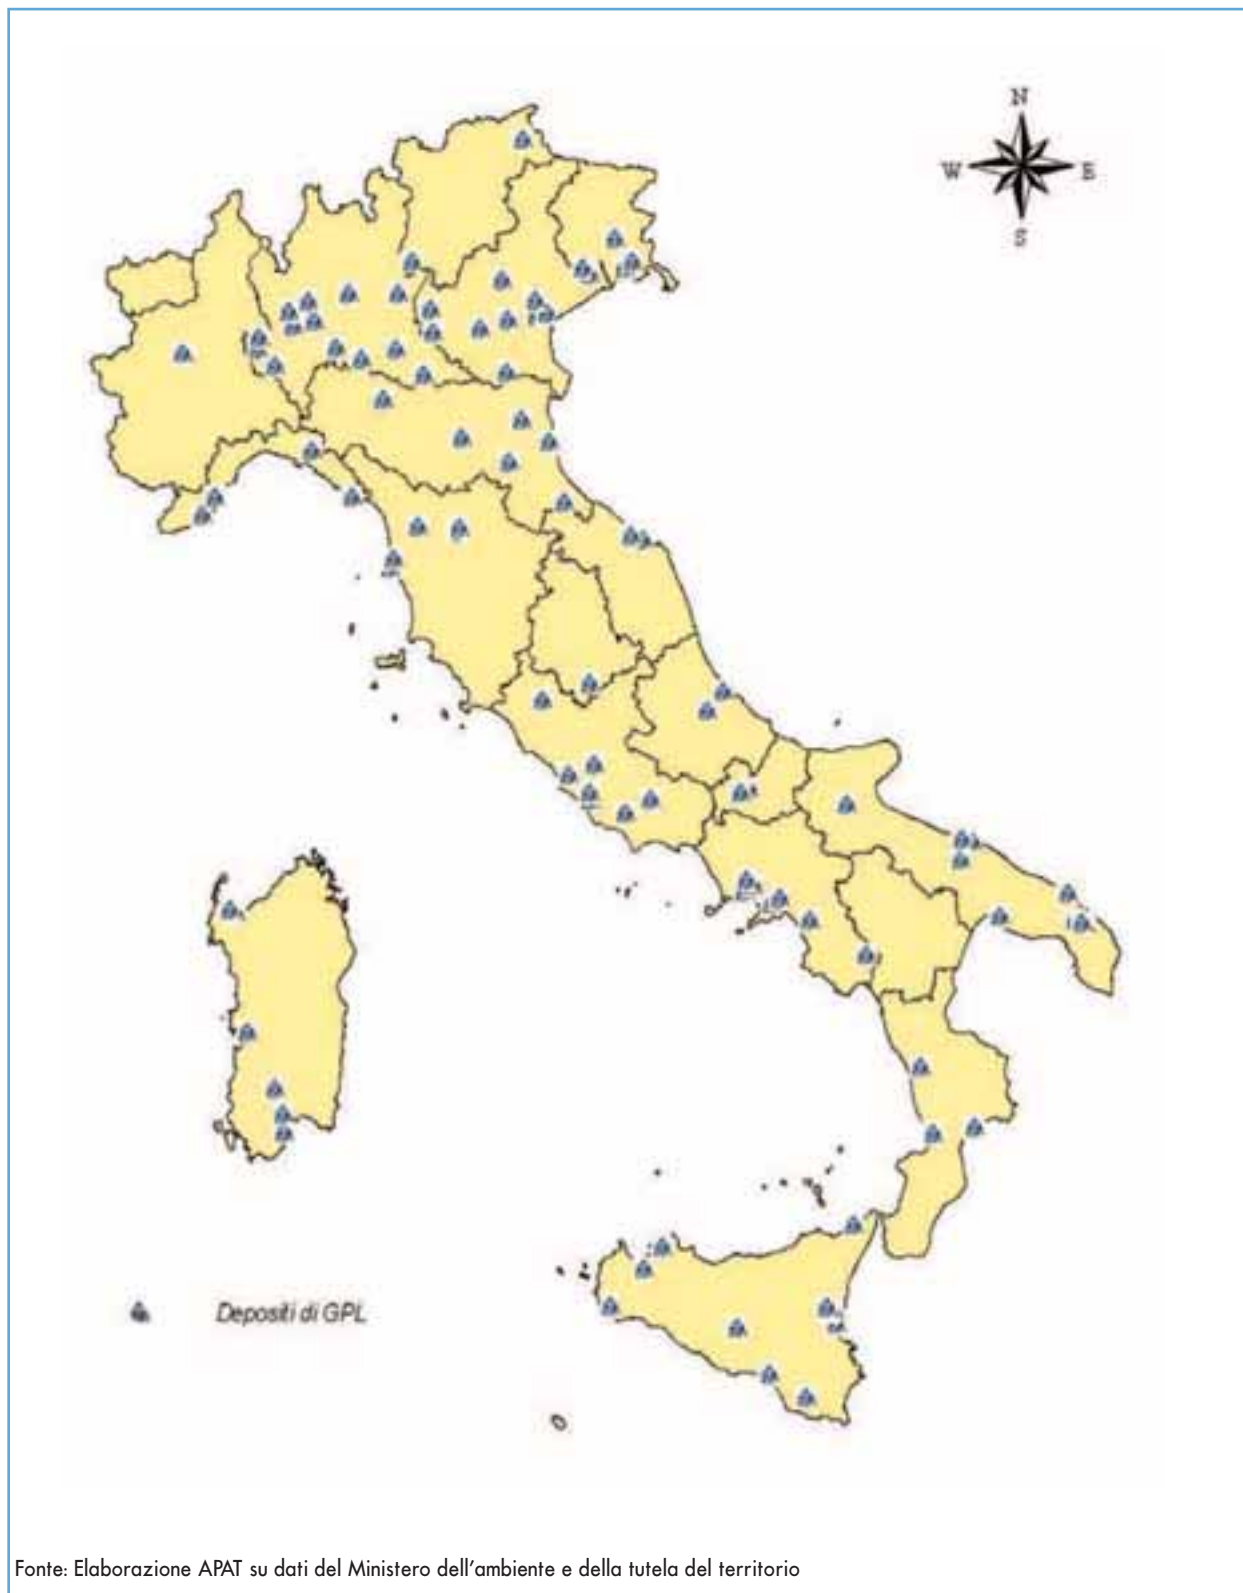 N
W E
S
Depositi di GPL
Fonte: Elaborazione APAT su dati del Ministero dell'ambiente e della tutela del territorio